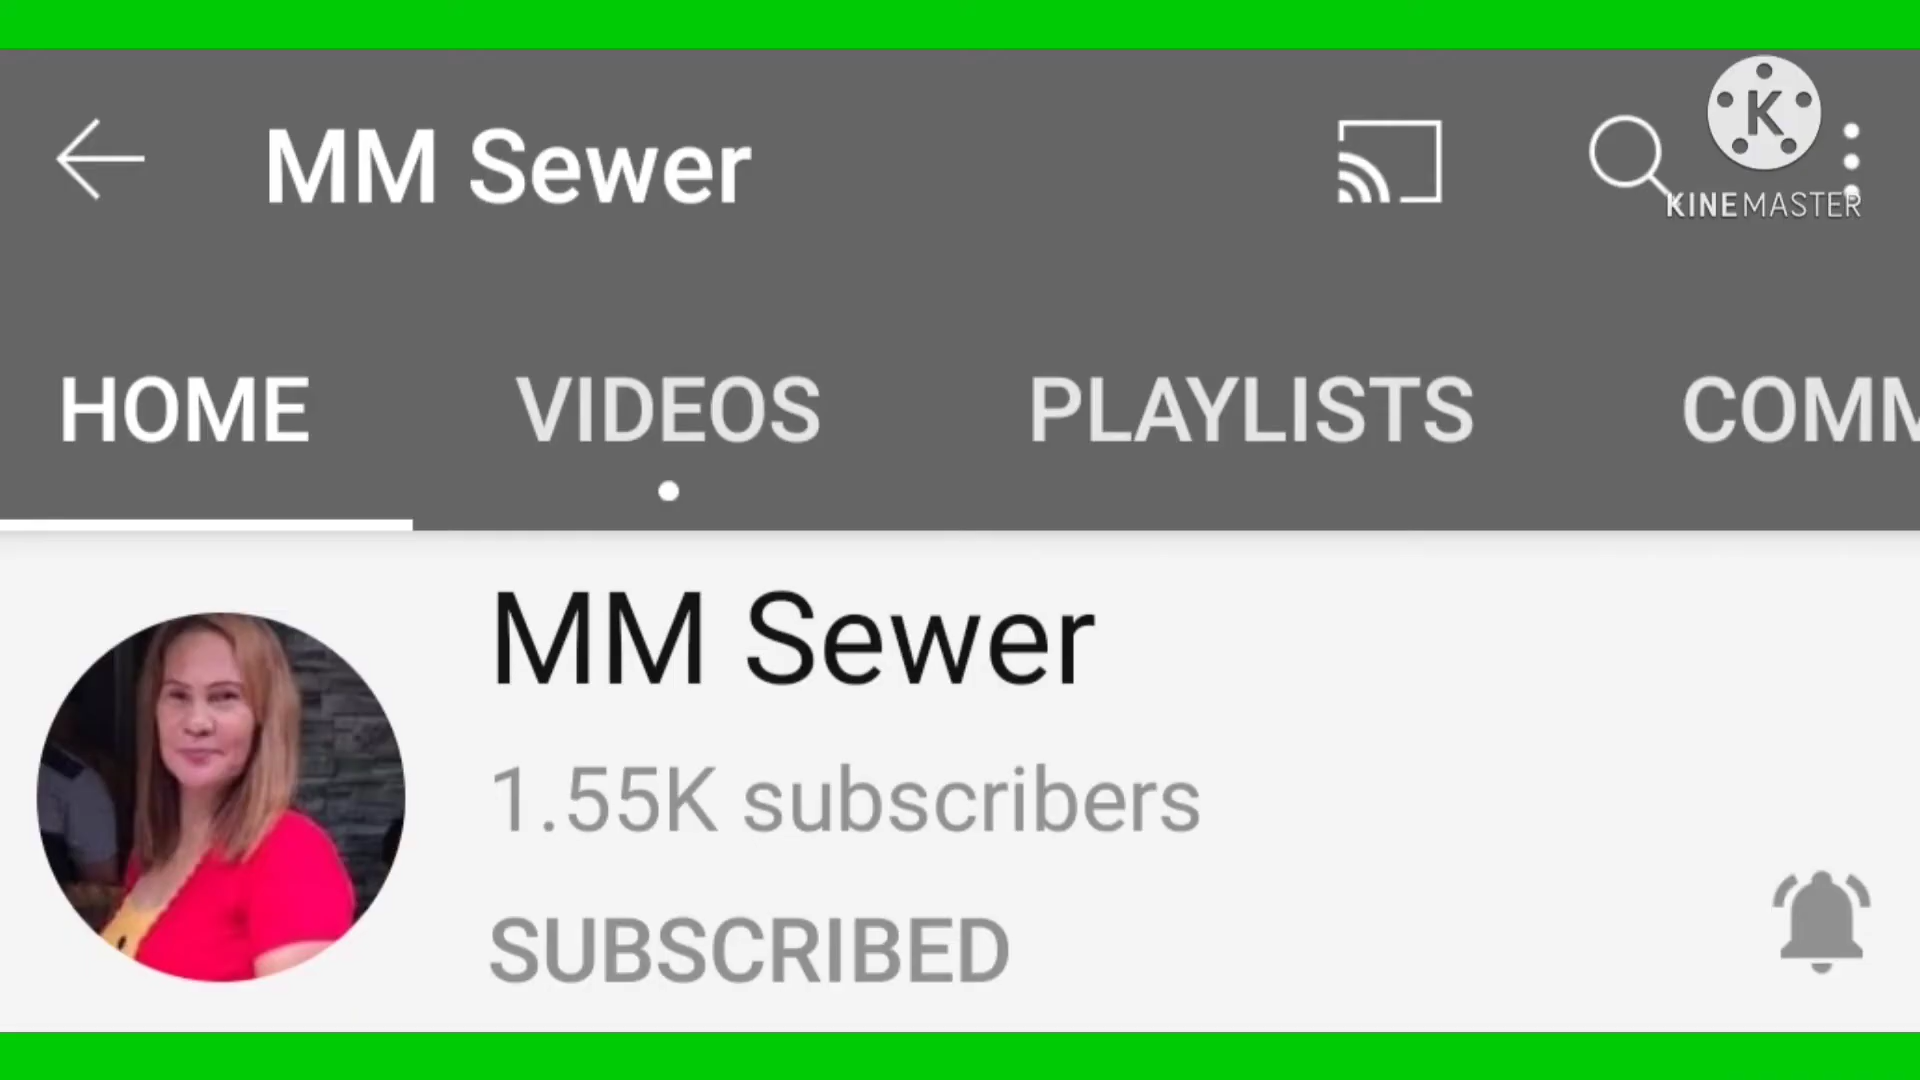 MM Sewer
K
KINEMASTER
HOME VIDEOS PLAYLISTS COMM
MM Sewer
1.55K subscribers
SUBSCRIBED